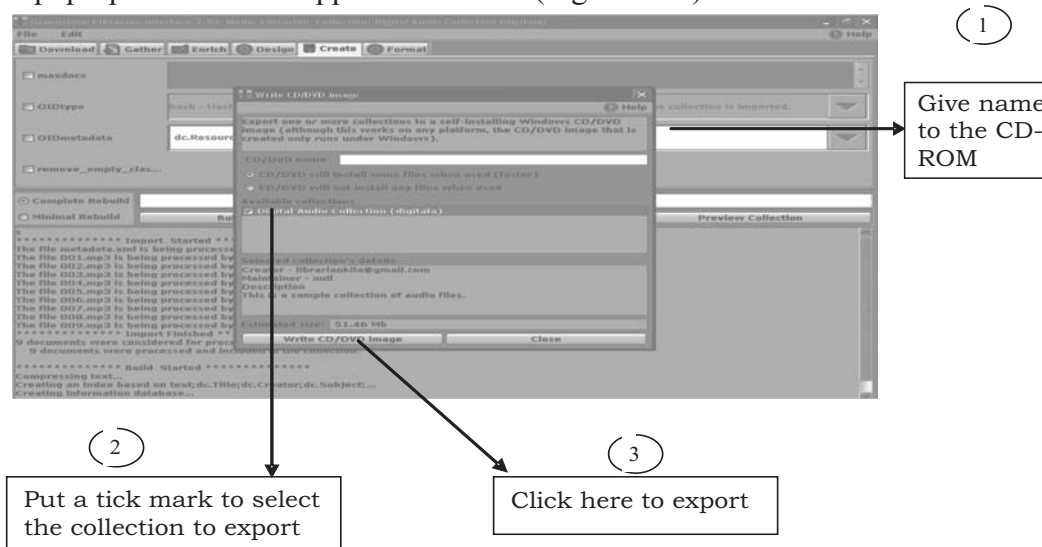 Greenstone Librarian Interface 2.85 Mode: Librarian Collection: Digital Audio Collection (digitala)
File Edit
Help
Download Gather Enrich Design Create Format
maxdocs
OIDtype
hash
collection is imported.
OIDmetadata
dc.Resour
remove_empty_clas...
Complete Rebuild
Minimal Rebuild
Bu
Preview Collection
Write CD/DVD image
Help
Export one or more collections to a self-installing Windows CD/DVD
image (although this works on any platform, the CD/DVD image that is
created only runs under Windows).
CD/DVD name
CD/DVD will install some files when used (faster)
CD/DVD will not install any files when used
Available collections
Digital Audio Collection (digitala)
Selected collection's details
Creator - librariankila@gmail.com
Maintainer - null
Description
This is a sample collection of audio files.
Estimated size: 51.46 Mb
Write CD/DVD image
Close
************** Import Started **
The file metadata.xml is being processe
The file 001.mp3 is being processed by
The file 002.mp3 is being processed by
The file 003.mp3 is being processed by
The file 004.mp3 is being processed by
The file 005.mp3 is being processed by
The file 006.mp3 is being processed by
The file 007.mp3 is being processed by
The file 008.mp3 is being processed by
The file 009.mp3 is being processed by
************** Import Finished **
9 documents were considered for proce
9 documents were processed and included in the collection.
************** Build Started **************
Compressing text...
Creating an index based on text;dc.Title;dc.Creator;dc.Subject;...
Creating information database...
1
Give name
to the CD-
ROM
2
Put a tick mark to select
the collection to export
3
Click here to export